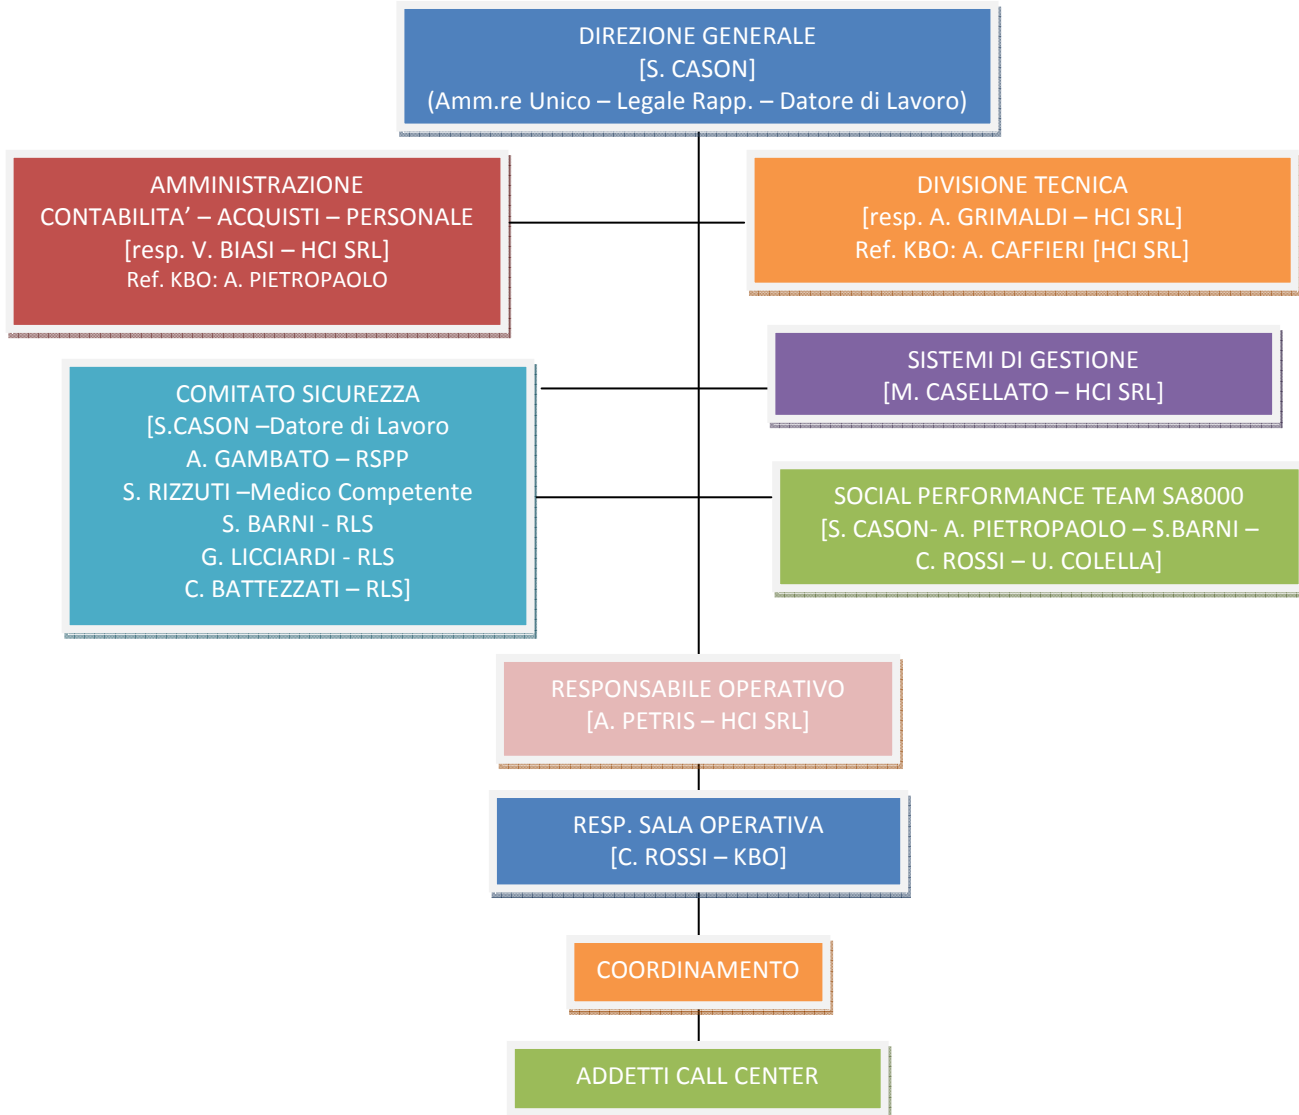 DIREZIONE GENERALE
[S. CASON]
(Amm.re Unico – Legale Rapp. – Datore di Lavoro)
AMMINISTRAZIONE
CONTABILITA’ – ACQUISTI – PERSONALE
[resp. V. BIASI – HCI SRL]
Ref. KBO: A. PIETROPAOLO
DIVISIONE TECNICA
[resp. A. GRIMALDI – HCI SRL]
Ref. KBO: A. CAFFIERI [HCI SRL]
SISTEMI DI GESTIONE
[M. CASELLATO – HCI SRL]
COMITATO SICUREZZA
[S.CASON –Datore di Lavoro
A. GAMBATO – RSPP
S. RIZZUTI –Medico Competente
S. BARNI - RLS
G. LICCIARDI - RLS
C. BATTEZZATI – RLS]
SOCIAL PERFORMANCE TEAM SA8000
[S. CASON- A. PIETROPAOLO – S.BARNI –
C. ROSSI – U. COLELLA]
RESPONSABILE OPERATIVO
[A. PETRIS – HCI SRL]
RESP. SALA OPERATIVA
[C. ROSSI – KBO]
COORDINAMENTO
ADDETTI CALL CENTER